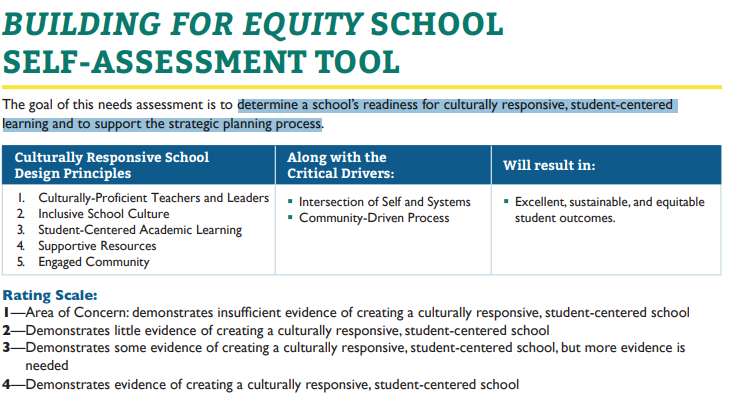 BUILDING FOR EQUITY SCHOOL
SELF-ASSESSMENT TOOL
The goal of this needs assessment is to determine a school's readiness for culturally responsive, student-centered
learning and to support the strategic planning process.
Culturally Responsive School
Design Principles
1. Culturally-Proficient Teachers and Leaders
2. Inclusive School Culture
3. Student-Centered Academic Learning
4. Supportive Resources
5. Engaged Community
Along with the
Critical Drivers:
▪ Intersection of Self and Systems
▪ Community-Driven Process
Will result in:
▪ Excellent, sustainable, and equitable
student outcomes.
Rating Scale:
1—Area of Concern: demonstrates insufficient evidence of creating a culturally responsive, student-centered school
2—Demonstrates little evidence of creating a culturally responsive, student-centered school
3—Demonstrates some evidence of creating a culturally responsive, student-centered school, but more evidence is
needed
4—Demonstrates evidence of creating a culturally responsive, student-centered school